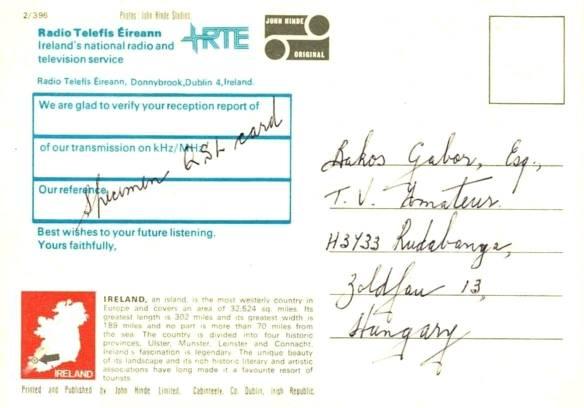 2/396
Photos: John Hinde Studios.
Radio Telefís Éireann
Ireland's national radio and
television service
RTE
JOHN HINDE
ORIGINAL
Radio Telefís Éireann, Donnybrook,Dublin 4,Ireland.
We are glad to verify your reception report of
of our transmission on kHz/MHz
Our reference
Specimen QSL card
Best wishes to your future listening.
Yours faithfully,
Bakos Gabor, Esq.,
T.V. Amateur.
H3733 Rudabanya,
Zoldfau 13,
Hungary
IRELAND
IRELAND, an island, is the most westerly country in
Europe and covers an area of 32,624 sq. miles. Its
greatest length is 302 miles and its greatest width is
189 miles and no part is more than 70 miles from
the sea. The country is divided into four historic
provinces, Ulster, Munster, Leinster and Connacht.
Ireland's fascination is legendary. The unique beauty
of its landscape and its rich historic literary and artistic
associations have long made it a favourite resort of
tourists
Printed and Published by John Hinde Limited, Cabinteely, Co. Dublin, Irish Republic.